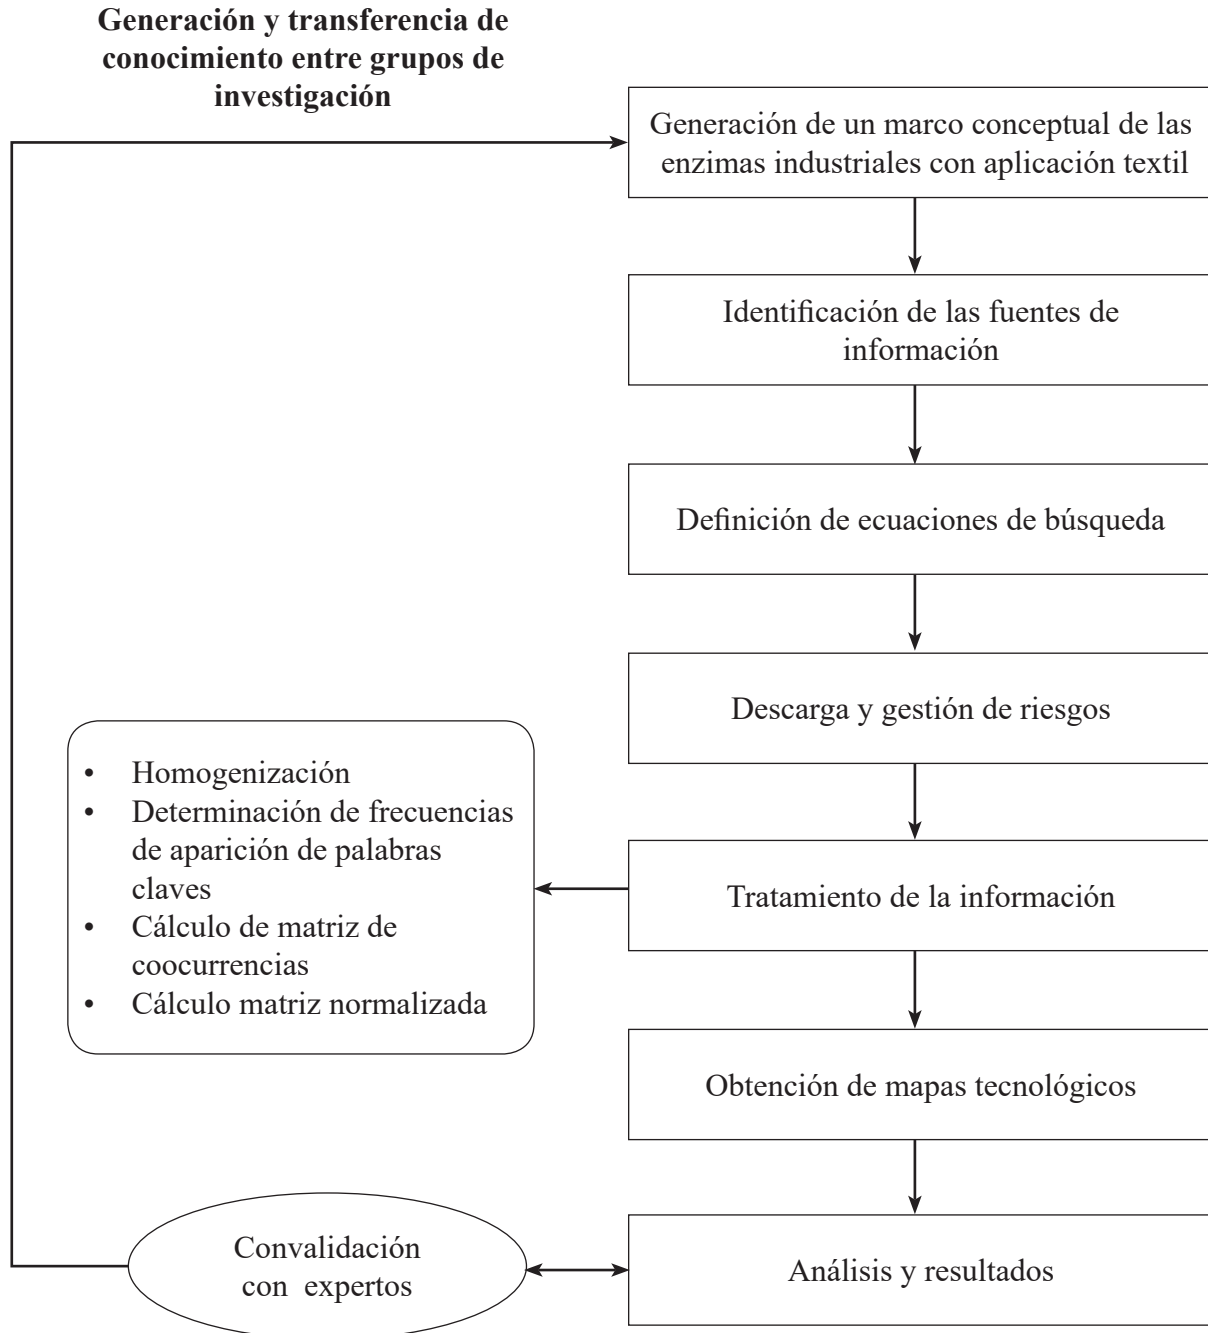 Generación y transferencia de
conocimiento entre grupos de
investigación
Generación de un marco conceptual de las
enzimas industriales con aplicación textil
Identificación de las fuentes de
información
Definición de ecuaciones de búsqueda
Descarga y gestión de riesgos
• Homogenización
• Determinación de frecuencias
de aparición de palabras
claves
• Cálculo de matriz de
coocurrencias
• Cálculo matriz normalizada
Tratamiento de la información
Obtención de mapas tecnológicos
Convalidación
con expertos
Análisis y resultados